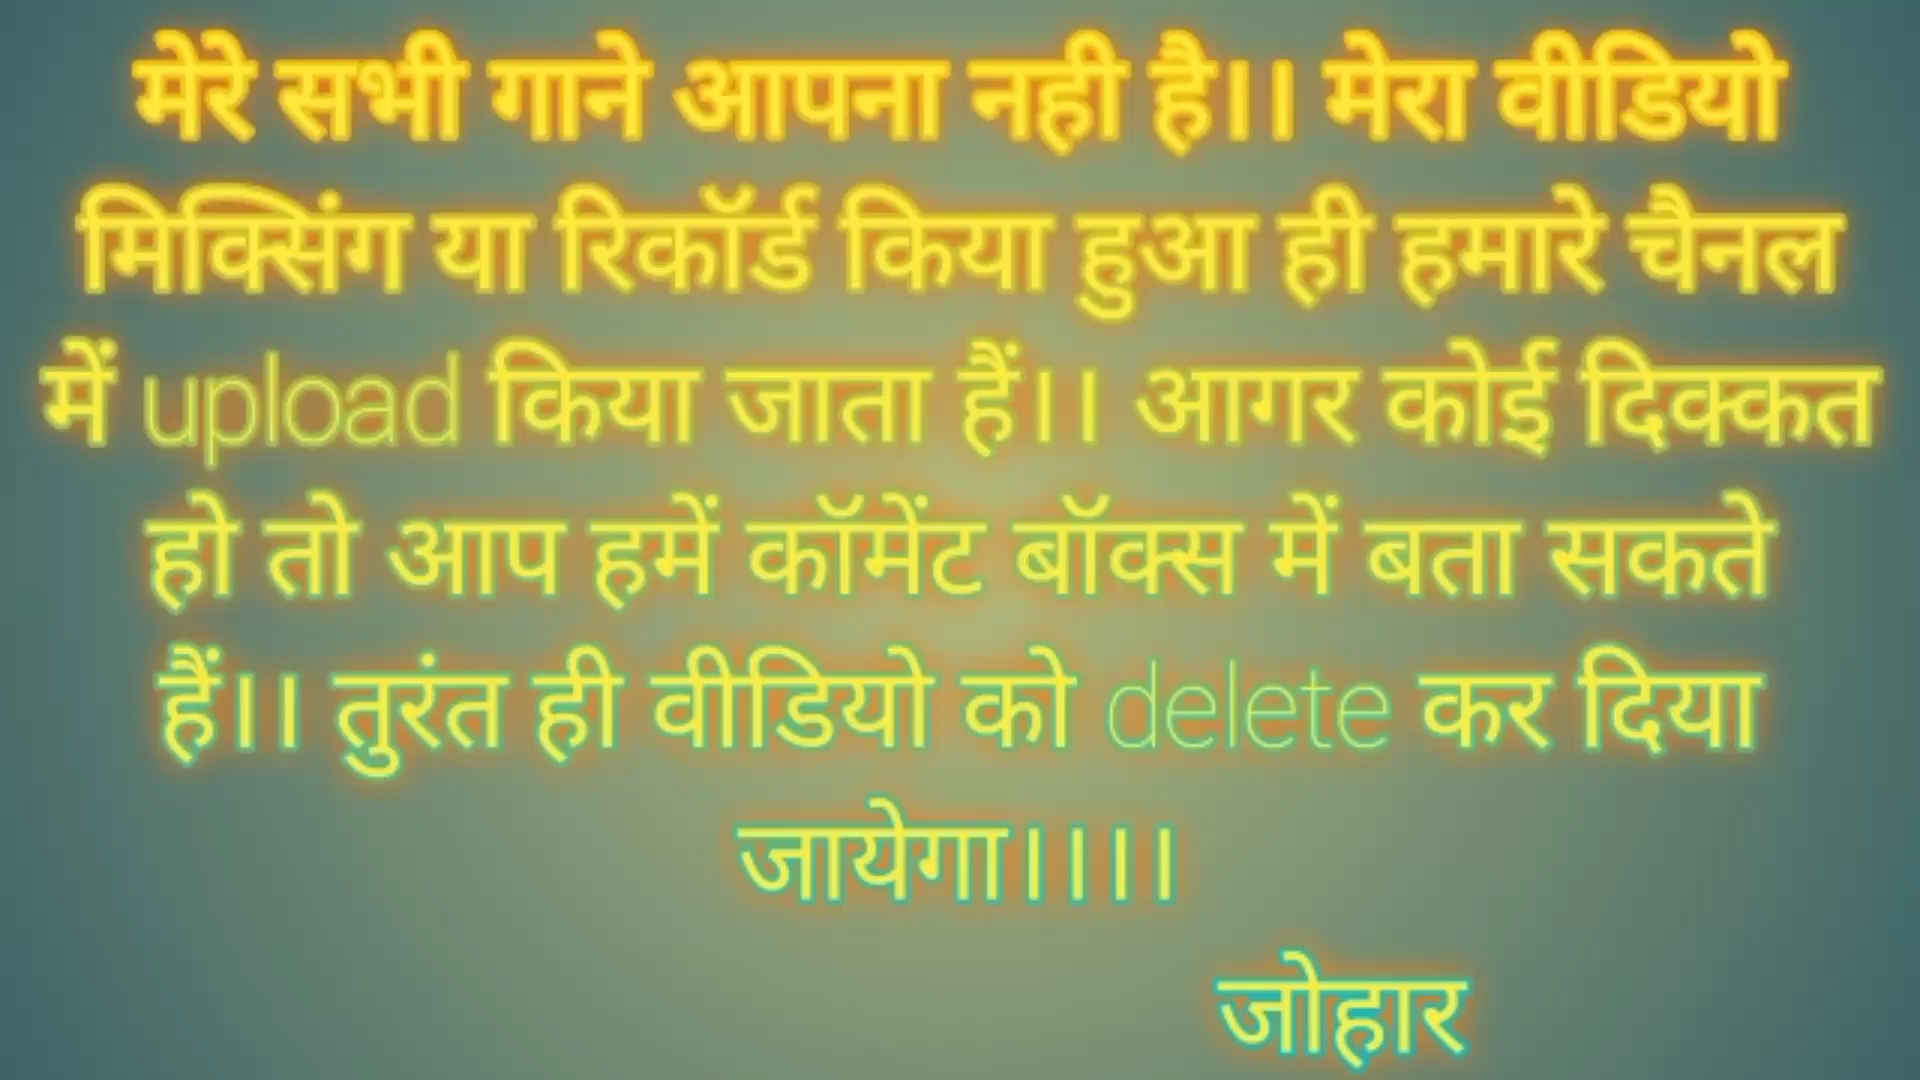 मेरे सभी गाने आपना नही है।। मेरा वीडियो
मिक्सिंग या रिकॉर्ड किया हुआ ही हमारे चैनल
में upload किया जाता हैं।। आगर कोई दिक्कत
हो तो आप हमें कॉमेंट बॉक्स में बता सकते
हैं।। तुरंत ही वीडियो को delete कर दिया
जायेगा।।।।
जोहार